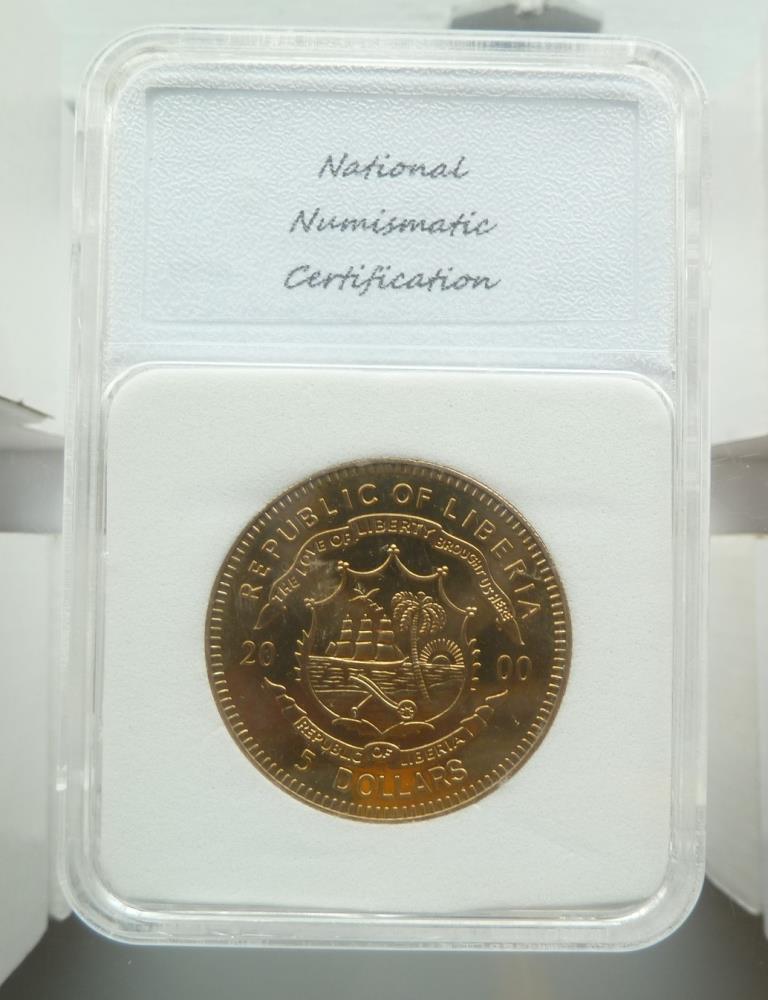 National
Numismatic
Certification
REPUBLIC OF LIBERIA
THE LOVE OF LIBERTY BROUGHT US HERE
20 00
REPUBLIC OF LIBERIA
5 DOLLARS